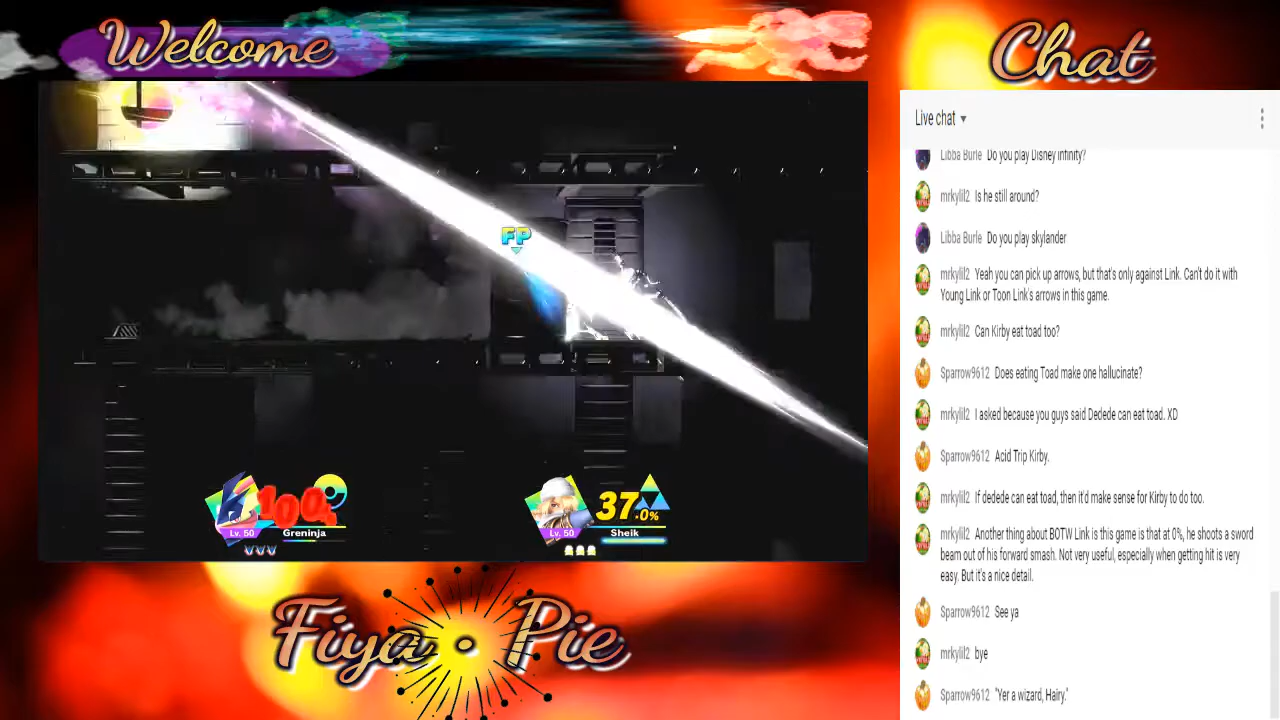 Welcome
Chat
Live chat
Libba Burle Do you play Disney infinity?
mrkylil2 Is he still around?
Libba Burle Do you play skylander
mrkylil2 Yeah you can pick up arrows, but that's only against Link. Can't do it with
Young Link or Toon Link's arrows in this game.
mrkylil2 Can Kirby eat toad too?
Sparrow9612 Does eating Toad make one hallucinate?
mrkylil2 I asked because you guys said Dedede can eat toad. XD
Sparrow9612 Acid Trip Kirby.
mrkylil2 If dedede can eat toad, then it'd make sense for Kirby to do too.
mrkylil2 Another thing about BOTW Link is this game is that at 0%, he shoots a sword
beam out of his forward smash. Not very useful, especially when getting hit is very
easy. But it's a nice detail.
Sparrow9612 See ya
mrkylil2 bye
Sparrow9612 "Yer a wizard, Hairy."
FP
100%
Lv. 50
Greninja
37.0%
Lv. 50
Sheik
Fiya Pie